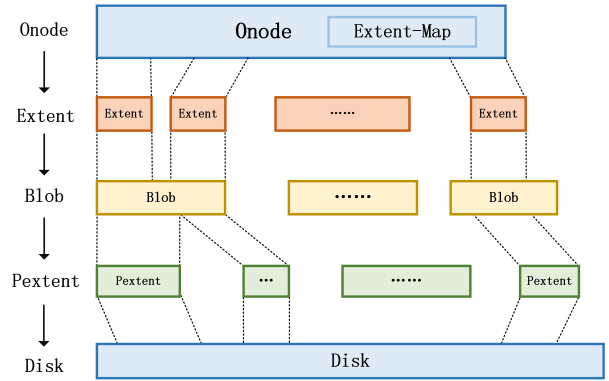 Onode
Onode
Extent-Map
Extent
Extent
Extent
……
Extent
Blob
Blob
……
Blob
Pextent
Pextent
…
……
Pextent
Disk
Disk